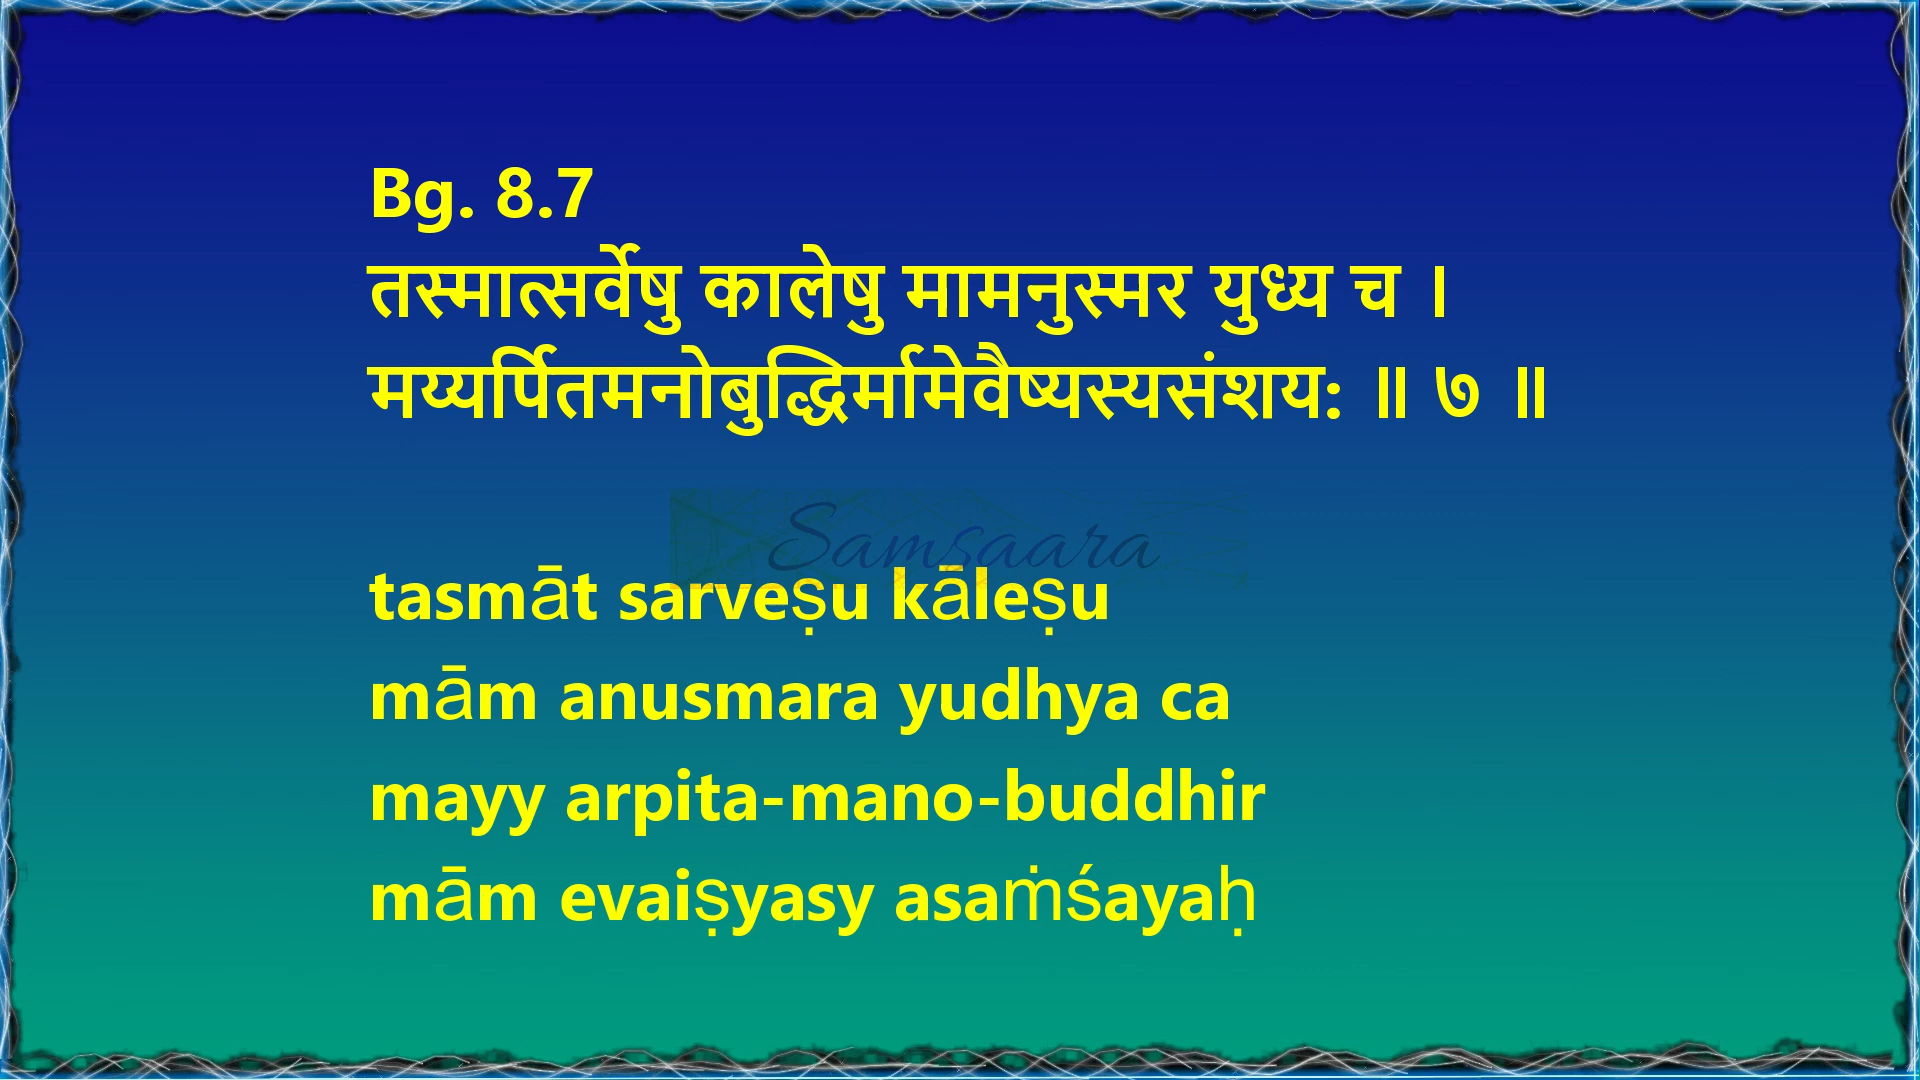 Bg. 8.7
तस्मात्सर्वेषु कालेषु मामनुस्मर युध्य च ।
मय्यर्पितमनोबुद्धिर्मामेवैष्यस्यसंशय: ॥ ७ ॥
Samsaara
tasmāt sarveṣu kāleṣu
mām anusmara yudhya ca
mayy arpita-mano-buddhir
mām evaiṣyasy asaṁśayaḥ